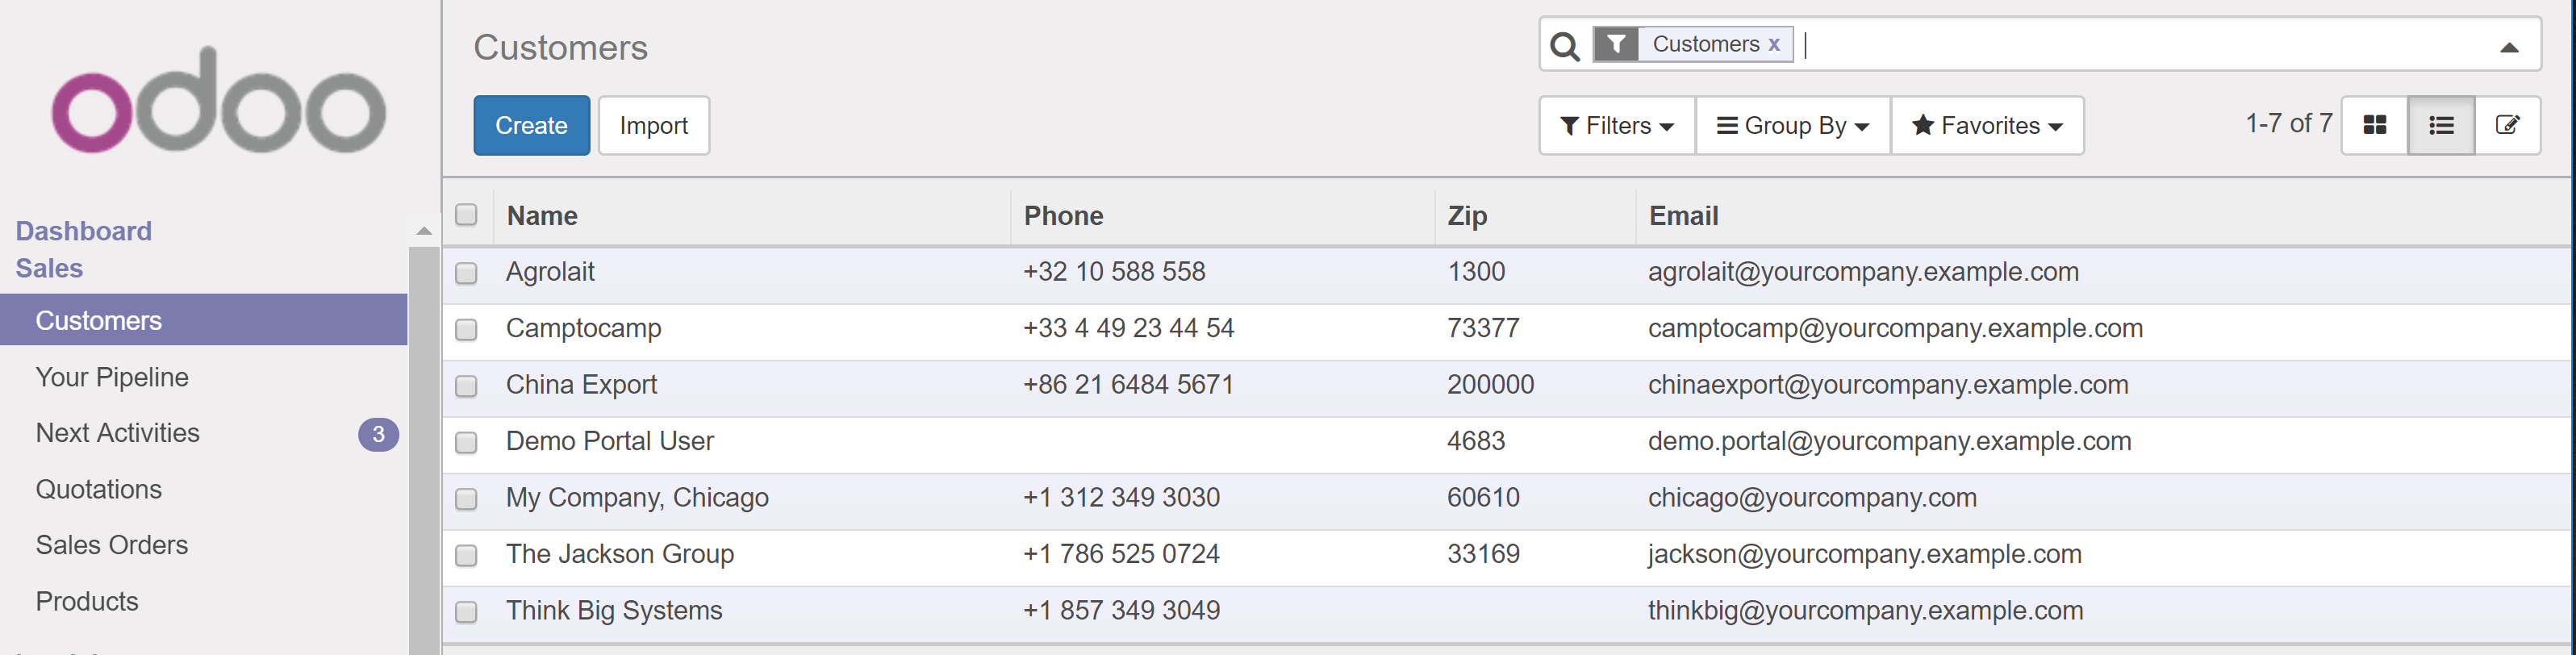 odoo
Dashboard
Sales
Customers
Your Pipeline
Next Activities 3
Quotations
Sales Orders
Products
Customers
Customers x
Create Import
Filters Group By Favorites 1-7 of 7
Name Phone Zip Email
Agrolait +32 10 588 558 1300 agrolait@yourcompany.example.com
Camptocamp +33 4 49 23 44 54 73377 camptocamp@yourcompany.example.com
China Export +86 21 6484 5671 200000 chinaexport@yourcompany.example.com
Demo Portal User 4683 demo.portal@yourcompany.example.com
My Company, Chicago +1 312 349 3030 60610 chicago@yourcompany.com
The Jackson Group +1 786 525 0724 33169 jackson@yourcompany.example.com
Think Big Systems +1 857 349 3049 thinkbig@yourcompany.example.com